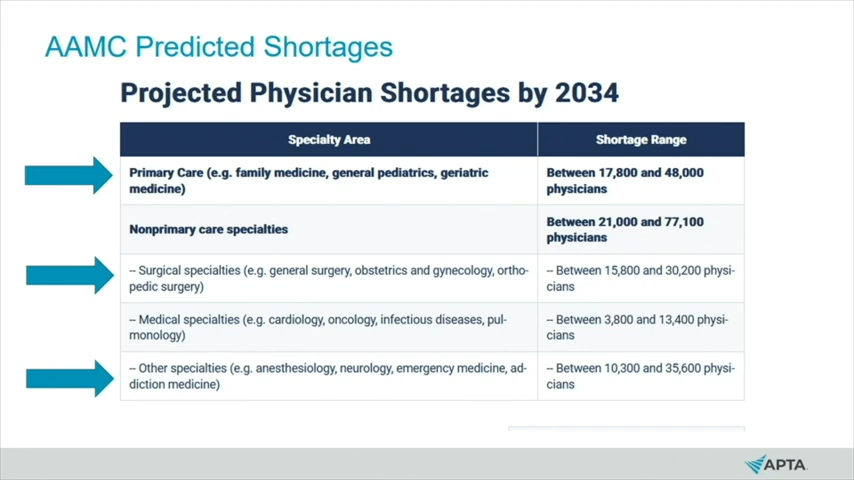 AAMC Predicted Shortages
Projected Physician Shortages by 2034
Specialty Area
Shortage Range
Primary Care (e.g. family medicine, general pediatrics, geriatric
medicine)
Between 17,800 and 48,000
physicians
Nonprimary care specialties
Between 21,000 and 77,100
physicians
-- Surgical specialties (e.g. general surgery, obstetrics and gynecology, ortho-
pedic surgery)
-- Between 15,800 and 30,200 physi-
cians
-- Medical specialties (e.g. cardiology, oncology, infectious diseases, pul-
monology)
-- Between 3,800 and 13,400 physi-
cians
-- Other specialties (e.g. anesthesiology, neurology, emergency medicine, ad-
diction medicine)
-- Between 10,300 and 35,600 physi-
cians
APTA